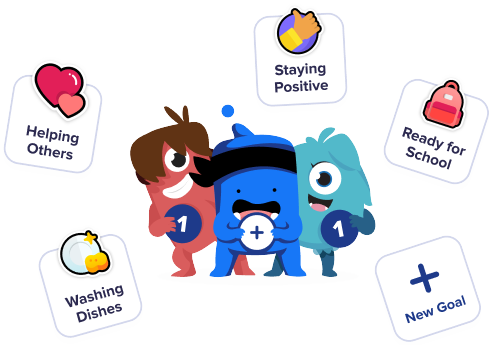 Staying
Positive
Helping
Others
Ready for
School
1
+
1
Washing
Dishes
+
New Goal